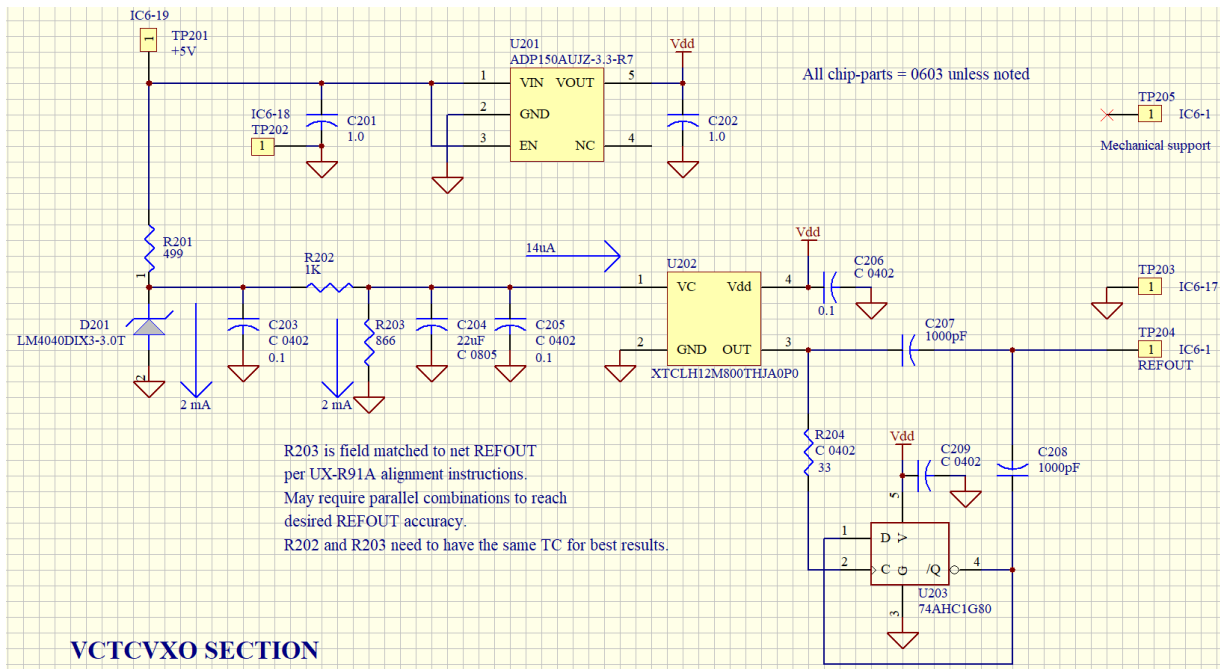 IC6-19
1
TP201
+5V
U201
ADP150AUJZ-3.3-R7
1
VIN
VOUT
5
2
GND
3
EN
NC
4
Vdd
All chip-parts = 0603 unless noted
TP205
1
IC6-1
Mechanical support
IC6-18
TP202
1
C201
1.0
C202
1.0
R201
499
1
R202
1K
14uA
U202
1
VC
Vdd
4
2
GND
OUT
3
XTCLH12M800THJA0P0
Vdd
C206
C 0402
0.1
TP203
1
IC6-17
D201
LM4040DIX3-3.0T
2
2 mA
C203
C 0402
0.1
2 mA
R203
866
C204
22uF
C 0805
C205
C 0402
0.1
C207
1000pF
TP204
1
IC6-1
REFOUT
R203 is field matched to net REFOUT
per UX-R91A alignment instructions.
May require parallel combinations to reach
desired REFOUT accuracy.
R202 and R203 need to have the same TC for best results.
R204
C 0402
33
Vdd
C209
C 0402
C208
1000pF
5
1
D
V
2
C
G
/Q
4
3
U203
74AHC1G80
VCTCVXO SECTION